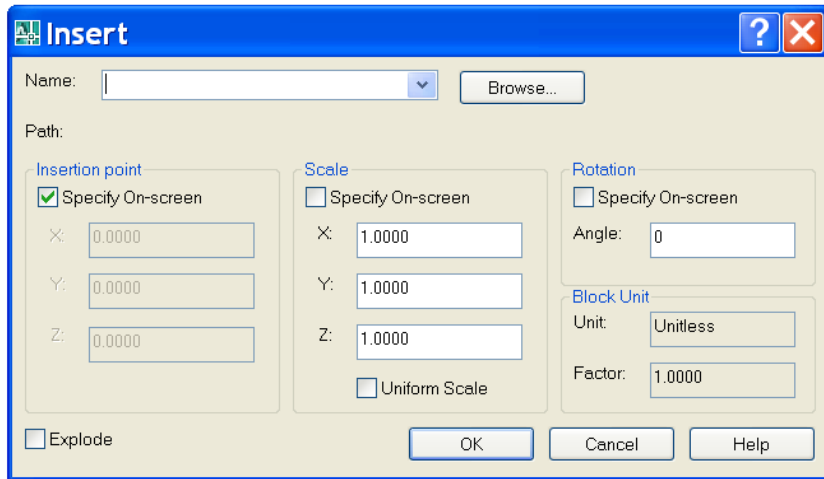 Insert
Name:
Browse...
Path:
Insertion point
Specify On-screen
X: 0.0000
Y: 0.0000
Z: 0.0000
Scale
Specify On-screen
X: 1.0000
Y: 1.0000
Z: 1.0000
Uniform Scale
Rotation
Specify On-screen
Angle: 0
Block Unit
Unit: Unitless
Factor: 1.0000
Explode
OK
Cancel
Help